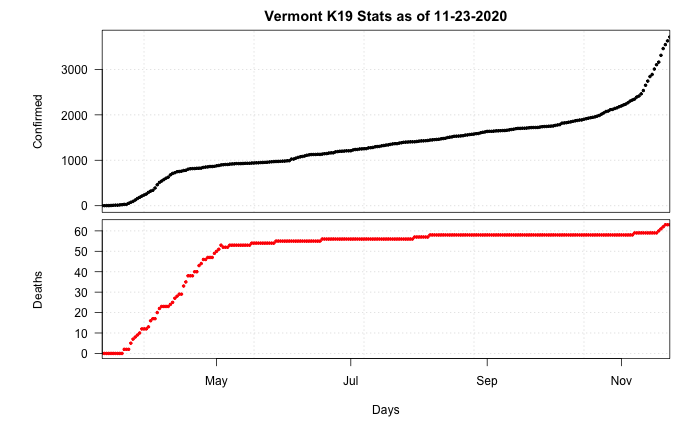 Vermont K19 Stats as of 11-23-2020
Confirmed
3000
2000
1000
0
Deaths
60
50
40
30
20
10
0
May Jul Sep Nov
Days